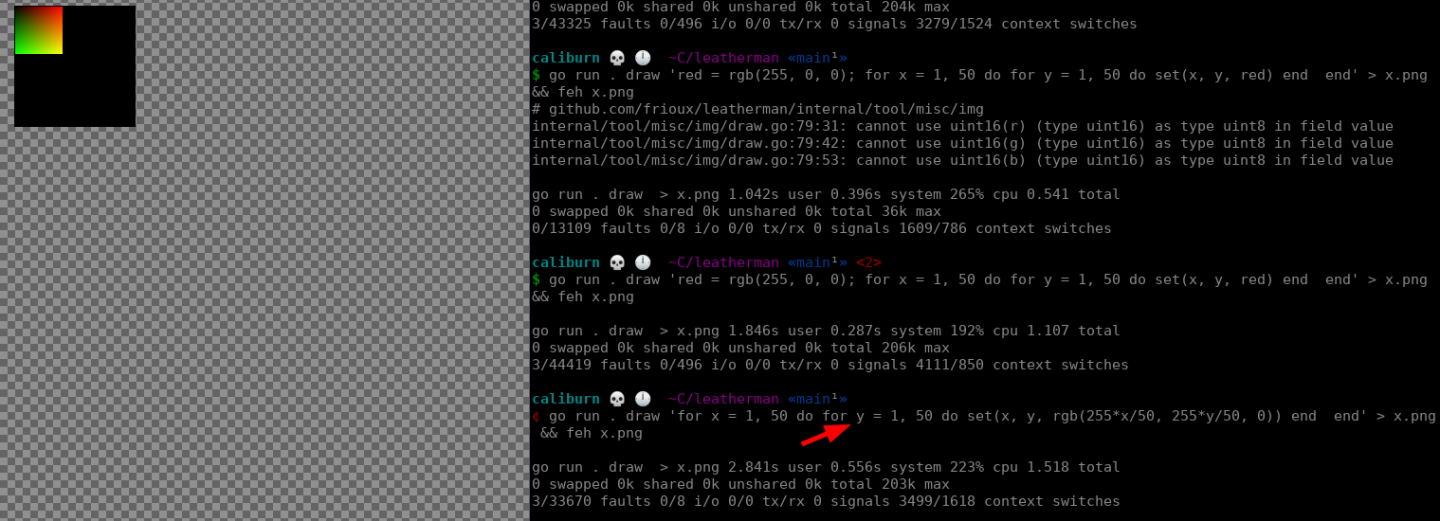 0 swapped 0k shared 0k unshared 0k total 204k max
3/43325 faults 0/496 i/o 0/0 tx/rx 0 signals 3279/1524 context switches
caliburn 💀 🕛 ~C/leatherman «main¹»
$ go run . draw 'red = rgb(255, 0, 0); for x = 1, 50 do for y = 1, 50 do set(x, y, red) end  end' > x.png
&& feh x.png
# github.com/frioux/leatherman/internal/tool/misc/img
internal/tool/misc/img/draw.go:79:31: cannot use uint16(r) (type uint16) as type uint8 in field value
internal/tool/misc/img/draw.go:79:42: cannot use uint16(g) (type uint16) as type uint8 in field value
internal/tool/misc/img/draw.go:79:53: cannot use uint16(b) (type uint16) as type uint8 in field value
go run . draw  > x.png 1.042s user 0.396s system 265% cpu 0.541 total
0 swapped 0k shared 0k unshared 0k total 36k max
0/13109 faults 0/8 i/o 0/0 tx/rx 0 signals 1609/786 context switches
caliburn 💀 🕛 ~C/leatherman «main¹» <2>
$ go run . draw 'red = rgb(255, 0, 0); for x = 1, 50 do for y = 1, 50 do set(x, y, red) end  end' > x.png
&& feh x.png
go run . draw  > x.png 1.846s user 0.287s system 192% cpu 1.107 total
0 swapped 0k shared 0k unshared 0k total 206k max
3/44419 faults 0/496 i/o 0/0 tx/rx 0 signals 4111/850 context switches
caliburn 💀 🕛 ~C/leatherman «main¹»
¢ go run . draw 'for x = 1, 50 do for y = 1, 50 do set(x, y, rgb(255*x/50, 255*y/50, 0)) end  end' > x.png
&& feh x.png
go run . draw  > x.png 2.841s user 0.556s system 223% cpu 1.518 total
0 swapped 0k shared 0k unshared 0k total 203k max
3/33670 faults 0/8 i/o 0/0 tx/rx 0 signals 3499/1618 context switches